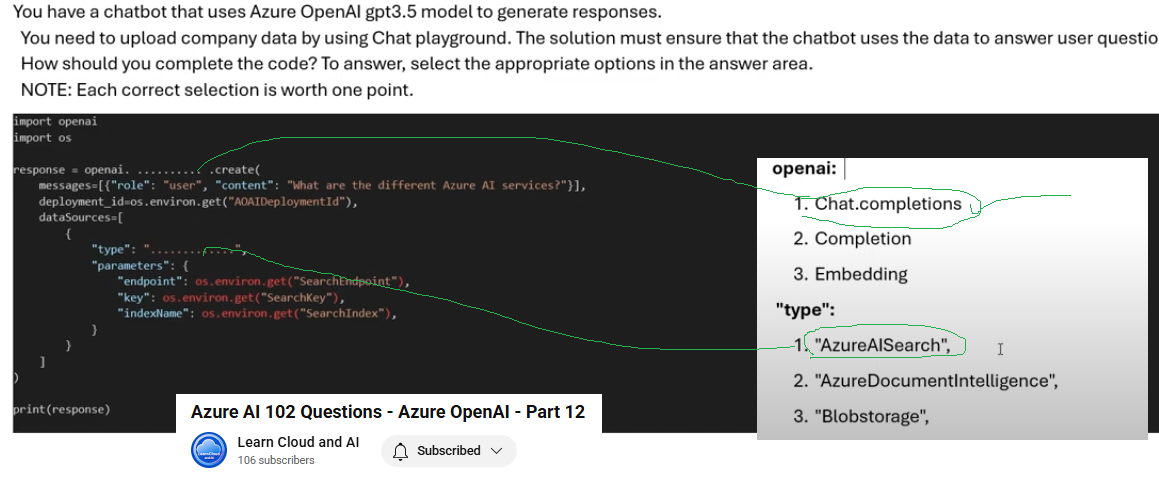 You have a chatbot that uses Azure OpenAI gpt3.5 model to generate responses.
You need to upload company data by using Chat playground. The solution must ensure that the chatbot uses the data to answer user questio
How should you complete the code? To answer, select the appropriate options in the answer area.
NOTE: Each correct selection is worth one point.
import openai
import os
response = openai. .......... .create(
messages=[{"role": "user", "content": "What are the different Azure AI services?"}],
deployment_id=os.environ.get("AOAIDeploymentId"),
dataSources=[
{
"type": "..............",
"parameters": {
"endpoint": os.environ.get("SearchEndpoint"),
"key": os.environ.get("SearchKey"),
"indexName": os.environ.get("SearchIndex"),
}
}
]
)
print(response)
openai:
1. Chat.completions
2. Completion
3. Embedding
"type":
1. "AzureAISearch",
2. "AzureDocumentIntelligence",
3. "Blobstorage",
Azure AI 102 Questions - Azure OpenAI - Part 12
Learn Cloud and AI
106 subscribers
Subscribed